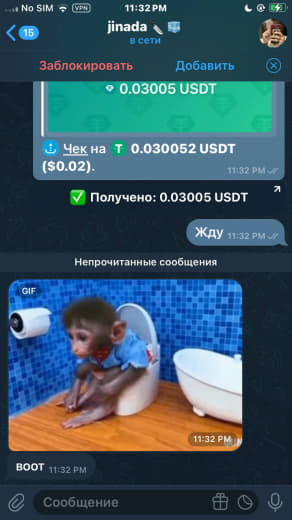 No SIM VPN 11:32 PM
15
jinada
в сети
Заблокировать Добавить
0.03005 USDT
Чек на T 0.030052 USDT
($0.02).
11:32 PM
Получено: 0.03005 USDT
Жду 11:32 PM
Непрочитанные сообщения
GIF
11:32 PM
ВООТ 11:32 PM
Сообщение